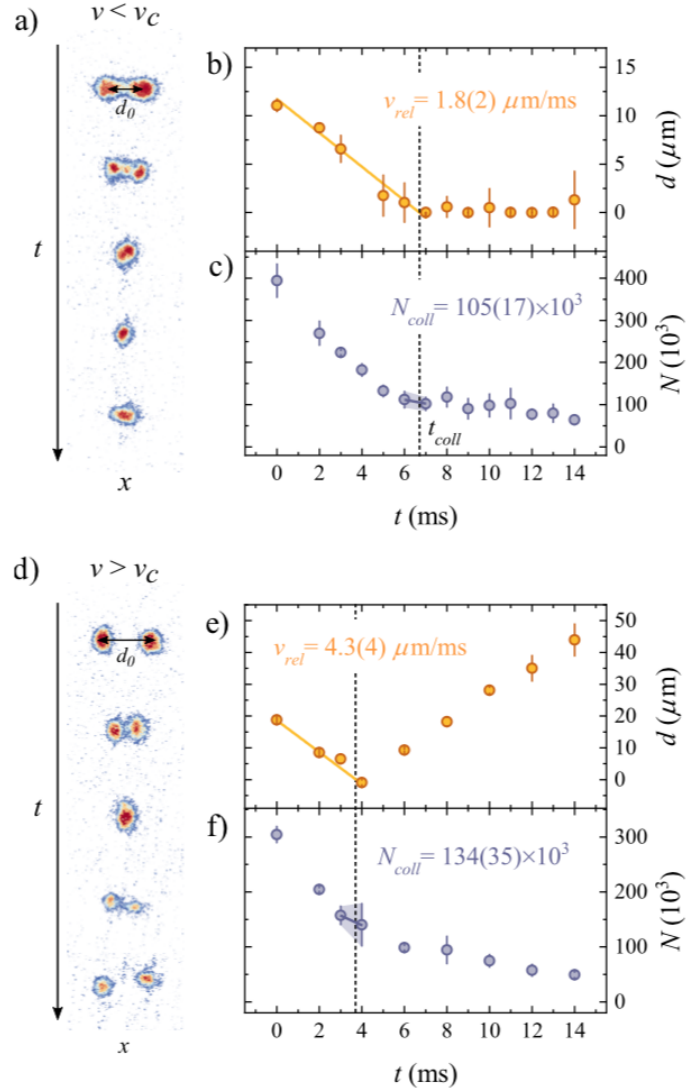 a)
v < v_C
d_0
t
x
b)
v_rel = 1.8(2) μm/ms
15
10
5
0
d (μm)
c)
N_coll = 105(17)×10^3
400
300
200
100
0
N (10^3)
t_coll
0 2 4 6 8 10 12 14
t (ms)
d)
v > v_C
d_0
t
x
e)
v_rel = 4.3(4) μm/ms
50
40
30
20
10
0
d (μm)
f)
N_coll = 134(35)×10^3
300
200
100
0
N (10^3)
0 2 4 6 8 10 12 14
t (ms)